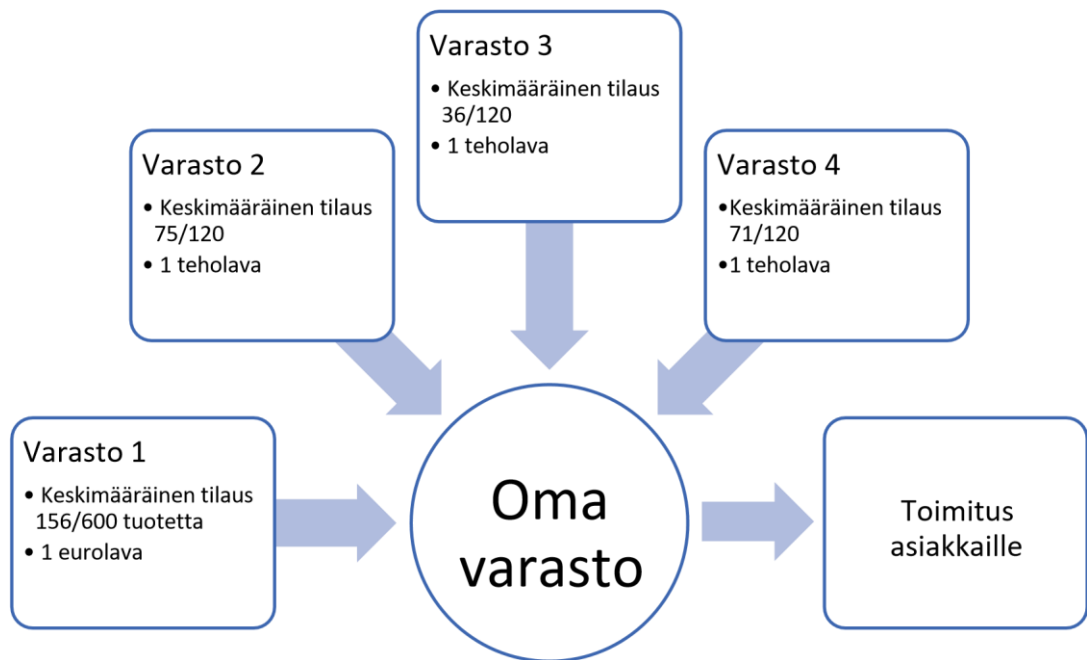 Varasto 3
• Keskimääräinen tilaus
36/120
• 1 teholava
Varasto 2
• Keskimääräinen tilaus
75/120
• 1 teholava
Varasto 4
•Keskimääräinen tilaus
71/120
•1 teholava
Varasto 1
• Keskimääräinen tilaus
156/600 tuotetta
• 1 eurolava
Oma
varasto
Toimitus
asiakkaille